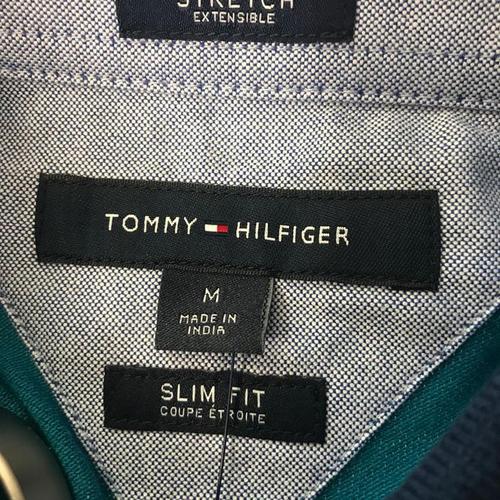 STRETCH
EXTENSIBLE
TOMMY HILFIGER
M
MADE IN
INDIA
SLIM FIT
COUPE ÉTROITE